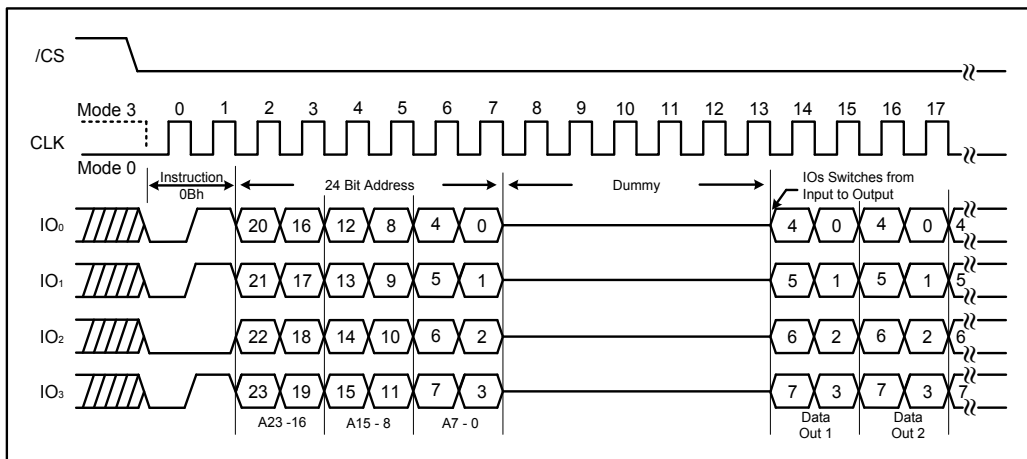 /CS
Mode 3
0 1 2 3 4 5 6 7 8 9 10 11 12 13 14 15 16 17
CLK
Mode 0
Instruction
0Bh
24 Bit Address
Dummy
IOs Switches from
Input to Output
IO0 20 16 12 8 4 0 4 0 4 0 4
IO1 21 17 13 9 5 1 5 1 5 1 5
IO2 22 18 14 10 6 2 6 2 6 2 6
IO3 23 19 15 11 7 3 7 3 7 3 7
A23 -16 A15 - 8 A7 - 0
Data
Out 1
Data
Out 2